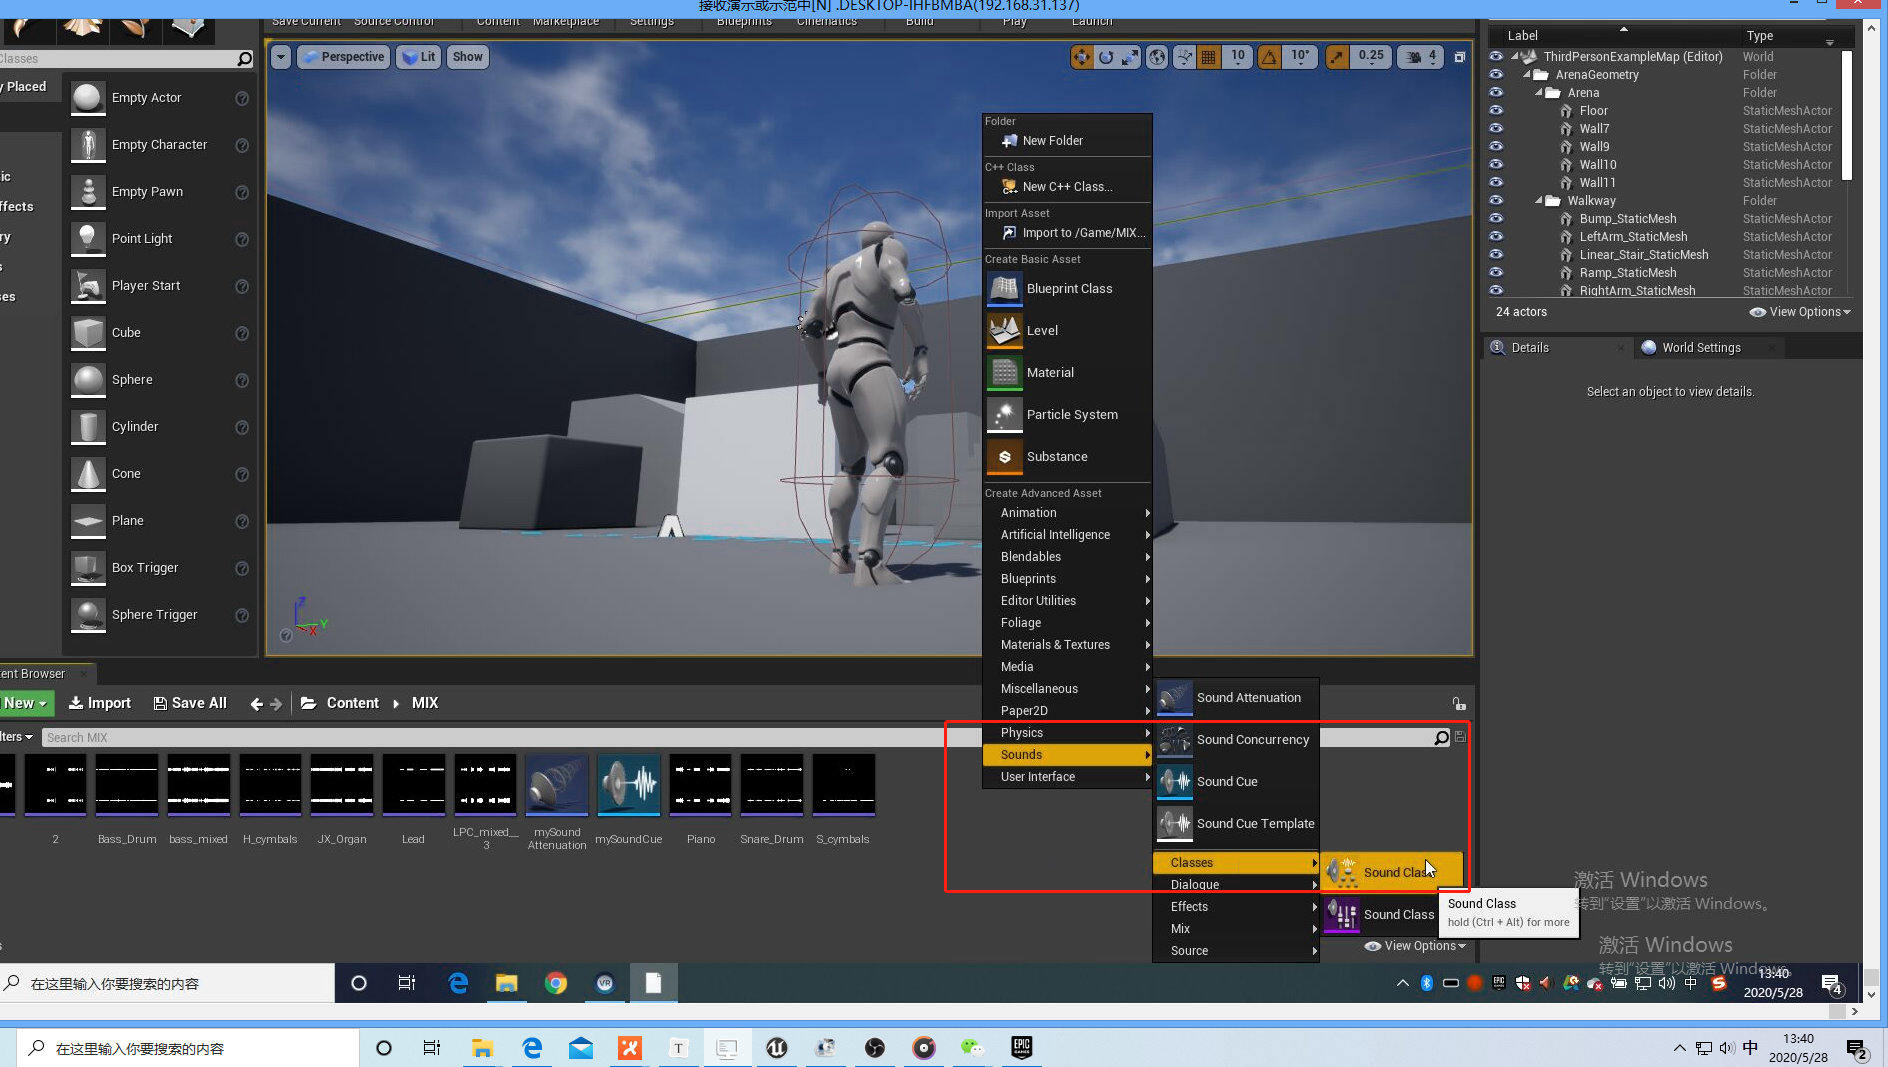 接收演示或示范中[N] .DESKTOP-IHFBMBA(192.168.31.137)
Save Current
Source Control
Content
Marketplace
Settings
Blueprints
Cinematics
Build
Play
Launch
Classes
y Placed
ic
ffects
ry
s
ses
Empty Actor
Empty Character
Empty Pawn
Point Light
Player Start
Cube
Sphere
Cylinder
Cone
Plane
Box Trigger
Sphere Trigger
Perspective
Lit
Show
10
10°
0.25
4
Z
Y
X
Folder
New Folder
C++ Class
New C++ Class...
Import Asset
Import to /Game/MIX...
Create Basic Asset
Blueprint Class
Level
Material
Particle System
Substance
Create Advanced Asset
Animation
Artificial Intelligence
Blendables
Blueprints
Editor Utilities
Foliage
Materials & Textures
Media
Miscellaneous
Paper2D
Physics
Sounds
User Interface
Sound Attenuation
Sound Concurrency
Sound Cue
Sound Cue Template
Classes
Dialogue
Effects
Mix
Source
Sound Clas
Sound Class
Sound Class
hold (Ctrl + Alt) for more
Label
Type
ThirdPersonExampleMap (Editor)
World
ArenaGeometry
Folder
Arena
Folder
Floor
StaticMeshActor
Wall7
StaticMeshActor
Wall9
StaticMeshActor
Wall10
StaticMeshActor
Wall11
StaticMeshActor
Walkway
Folder
Bump_StaticMesh
StaticMeshActor
LeftArm_StaticMesh
StaticMeshActor
Linear_Stair_StaticMesh
StaticMeshActor
Ramp_StaticMesh
StaticMeshActor
RightArm_StaticMesh
StaticMeshActor
24 actors
View Options
Details
World Settings
Select an object to view details.
tent Browser
New
Import
Save All
Content
MIX
lters
Search MIX
2
Bass_Drum
bass_mixed
H_cymbals
JX_Organ
Lead
LPC_mixed__
3
mySound
Attenuation
mySoundCue
Piano
Snare_Drum
S_cymbals
s
View Options
激活 Windows
转到"设置"以激活 Windows。
激活 Windows
转到"设置"以激活 Windows。
在这里输入你要搜索的内容
VR
中
13:40
2020/5/28
4
在这里输入你要搜索的内容
T
EPIC
GAMES
中
13:40
2020/5/28
2